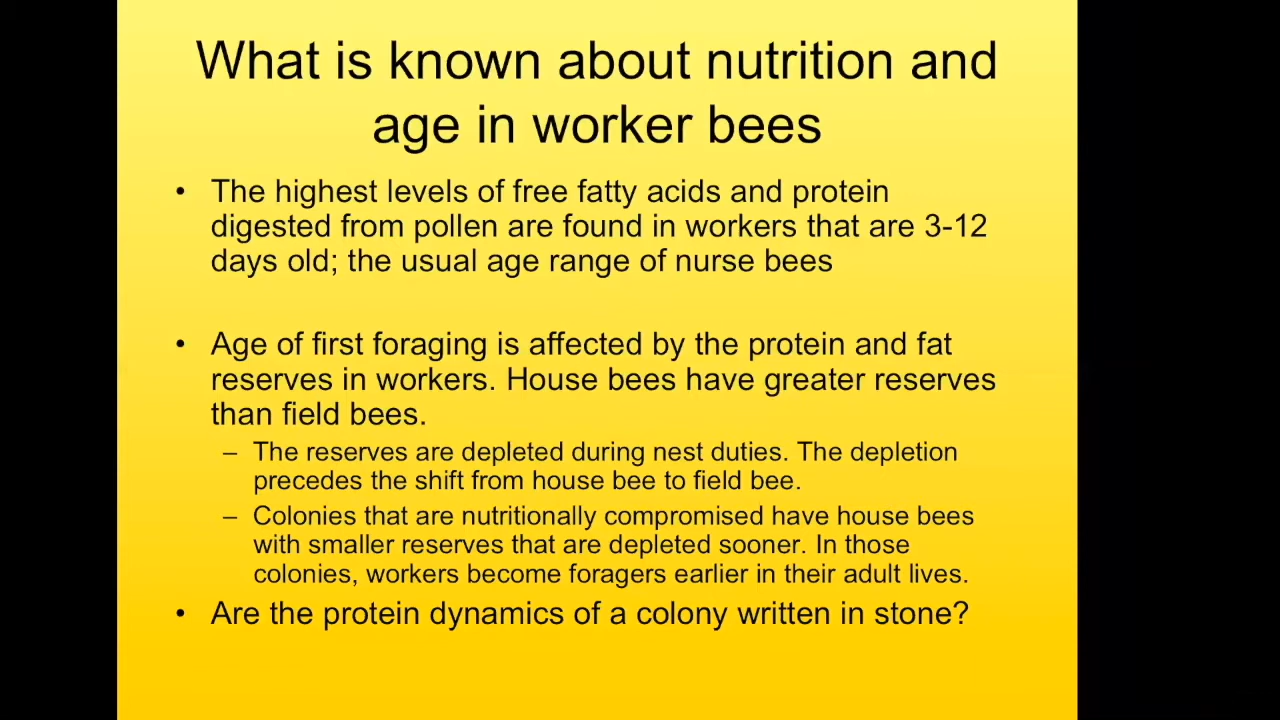 What is known about nutrition and
age in worker bees
• The highest levels of free fatty acids and protein
digested from pollen are found in workers that are 3-12
days old; the usual age range of nurse bees
• Age of first foraging is affected by the protein and fat
reserves in workers. House bees have greater reserves
than field bees.
– The reserves are depleted during nest duties. The depletion
precedes the shift from house bee to field bee.
– Colonies that are nutritionally compromised have house bees
with smaller reserves that are depleted sooner. In those
colonies, workers become foragers earlier in their adult lives.
• Are the protein dynamics of a colony written in stone?